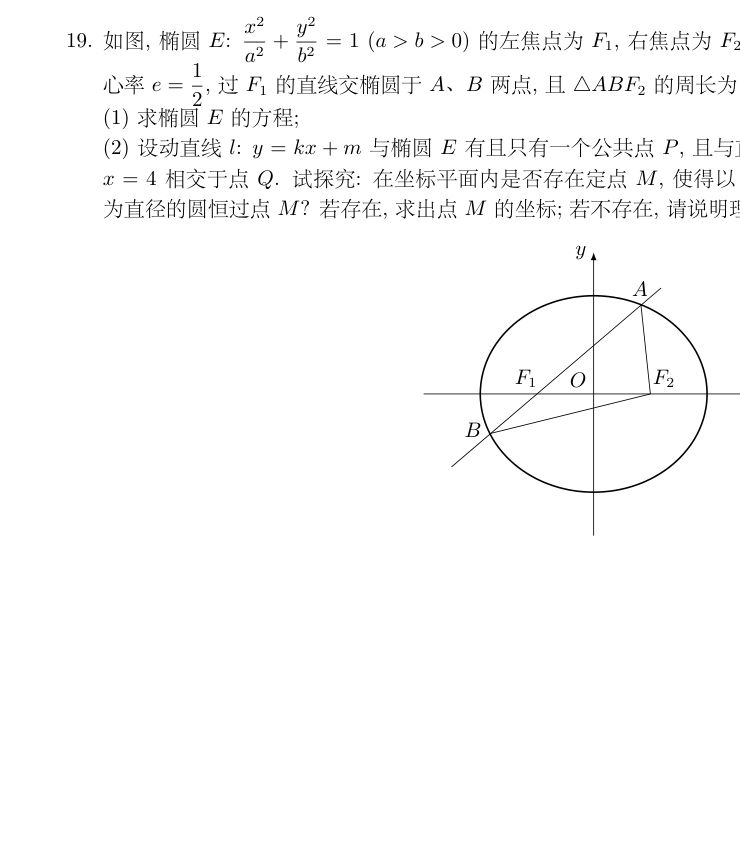 19. 如图, 椭圆 E: x²/a² + y²/b² = 1 (a > b > 0) 的左焦点为 F₁, 右焦点为 F₂
心率 e = 1/2, 过 F₁ 的直线交椭圆于 A、B 两点, 且 △ABF₂ 的周长为
(1) 求椭圆 E 的方程;
(2) 设动直线 l: y = kx + m 与椭圆 E 有且只有一个公共点 P, 且与
x = 4 相交于点 Q. 试探究: 在坐标平面内是否存在定点 M, 使得以
为直径的圆恒过点 M? 若存在, 求出点 M 的坐标; 若不存在, 请说明
y
A
F₁
O
F₂
B